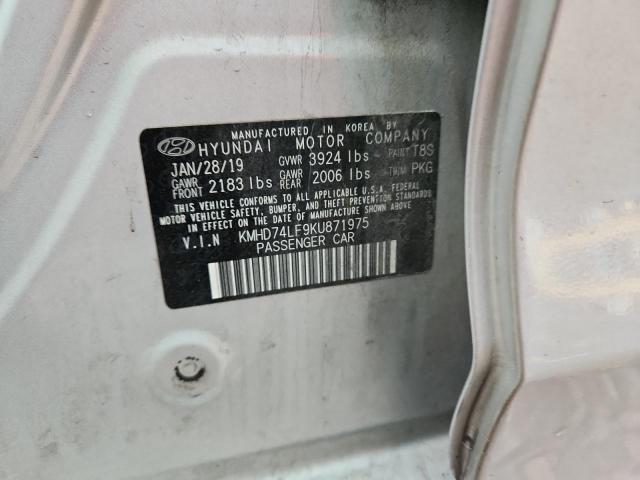 MANUFACTURED IN KOREA BY
HYUNDAI MOTOR COMPANY
JAN/28/19 GVWR 3924 lbs PAINT T8S
GAWR FRONT 2183 lbs GAWR REAR 2006 lbs TRIM PKG
THIS VEHICLE CONFORMS TO ALL APPLICABLE U.S.A. FEDERAL
MOTOR VEHICLE SAFETY, BUMPER, AND THEFT PREVENTION
STANDARDS IN EFFECT ON THE DATE OF MANUFACTURE SHOWN ABOVE.
V.I.N KMHD74LF9KU871975
PASSENGER CAR